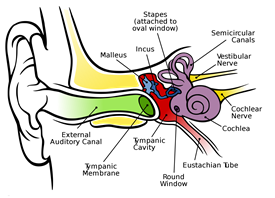 Stapes
(attached to
oval window)
Semicircular
Canals
Incus
Malleus
Vestibular
Nerve
Cochlear
Nerve
Cochlea
External
Auditory Canal
Tympanic
Cavity
Tympanic
Membrane
Eustachian Tube
Round
Window